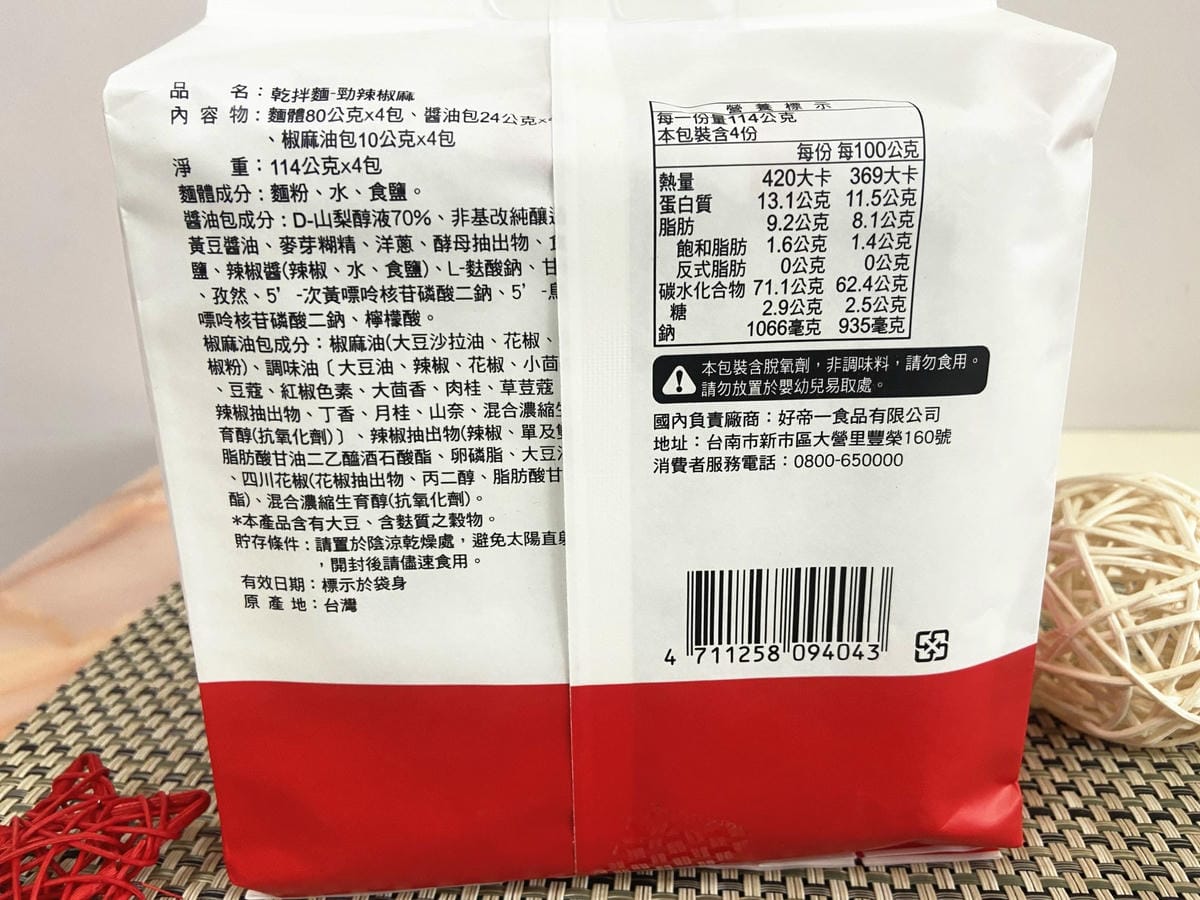 品 名：乾拌麵-勁辣椒麻
內 容 物：麵體80公克x4包、醬油包24公克x
、椒麻油包10公克x4包
淨 重：114公克x4包
麵體成分：麵粉、水、食鹽。
醬油包成分：D-山梨醇液70%、非基改純釀
黃豆醬油、麥芽糊精、洋蔥、酵母抽出物、
鹽、辣椒醬(辣椒、水、食鹽)、L-麩酸鈉、甘
、孜然、5’-次黃嘌呤核苷磷酸二鈉、5’-
嘌呤核苷磷酸二鈉、檸檬酸。
椒麻油包成分：椒麻油(大豆沙拉油、花椒、
椒粉)、調味油〔大豆油、辣椒、花椒、小茴
、豆蔻、紅椒色素、大茴香、肉桂、草荳蔻
辣椒抽出物、丁香、月桂、山奈、混合濃縮生
育醇(抗氧化劑)〕、辣椒抽出物(辣椒、單及
脂肪酸甘油二乙醯酒石酸酯、卵磷脂、大豆
、四川花椒(花椒抽出物、丙二醇、脂肪酸甘
酯)、混合濃縮生育醇(抗氧化劑)。
*本產品含有大豆、含麩質之穀物。
貯存條件：請置於陰涼乾燥處，避免太陽直射
，開封後請儘速食用。
有效日期：標示於袋身
原 產 地：台灣
營 養 標 示
每一份量114公克
本包裝含4份
每份 每100公克
熱量 420大卡 369大卡
蛋白質 13.1公克 11.5公克
脂肪 9.2公克 8.1公克
飽和脂肪 1.6公克 1.4公克
反式脂肪 0公克 0公克
碳水化合物 71.1公克 62.4公克
糖 2.9公克 2.5公克
鈉 1066毫克 935毫克
本包裝含脫氧劑，非調味料，請勿食用。
請勿放置於嬰幼兒易取處。
國內負責廠商：好帝一食品有限公司
地址：台南市新市區大營里豐榮160號
消費者服務電話：0800-650000
4 711258 094043